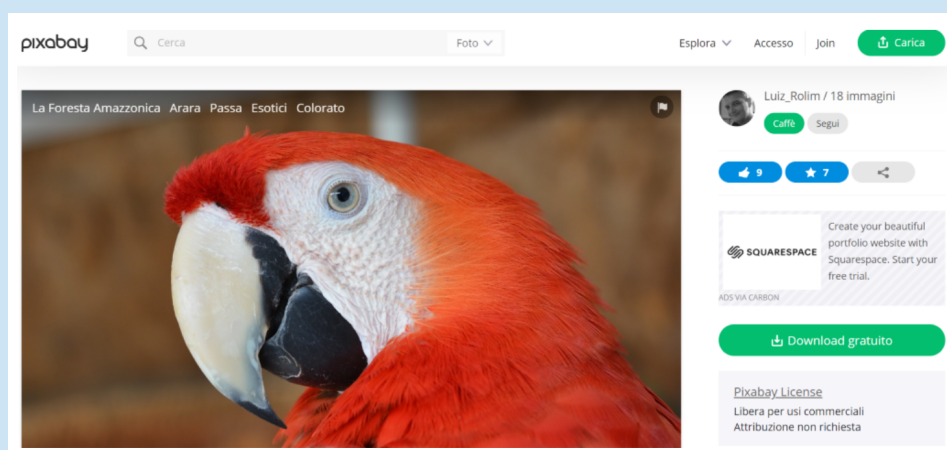 pixabay
Cerca
Foto
Esplora
Accesso
Join
Carica
La Foresta Amazzonica Arara Passa Esotici Colorato
Luiz_Rolim / 18 immagini
Caffè
Segui
9
7
SQUARESPACE
Create your beautiful
portfolio website with
Squarespace. Start your
free trial.
ADS VIA CARBON
Download gratuito
Pixabay License
Libera per usi commerciali
Attribuzione non richiesta